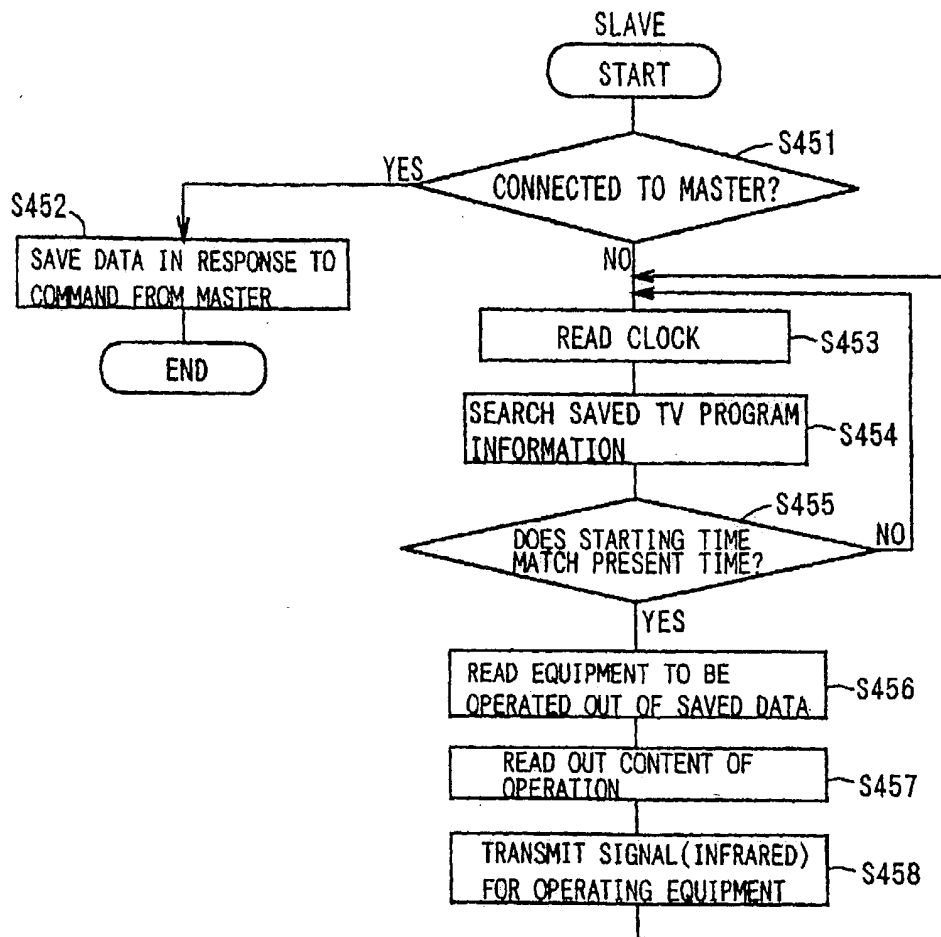 SLAVE
START
S451
YES
CONNECTED TO MASTER?
S452
SAVE DATA IN RESPONSE TO
COMMAND FROM MASTER
NO
END
READ CLOCK
S453
SEARCH SAVED TV PROGRAM
INFORMATION
S454
S455
DOES STARTING TIME
MATCH PRESENT TIME?
NO
YES
READ EQUIPMENT TO BE
OPERATED OUT OF SAVED DATA
S456
READ OUT CONTENT OF
OPERATION
S457
TRANSMIT SIGNAL(INFRARED)
FOR OPERATING EQUIPMENT
S458